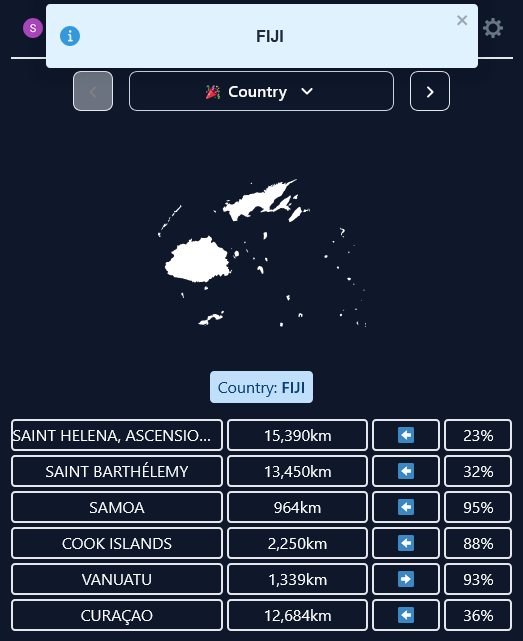 S
FIJI
Country
Country: FIJI
SAINT HELENA, ASCENSIO... 15,390km 23%
SAINT BARTHÉLEMY 13,450km 32%
SAMOA 964km 95%
COOK ISLANDS 2,250km 88%
VANUATU 1,339km 93%
CURAÇAO 12,684km 36%